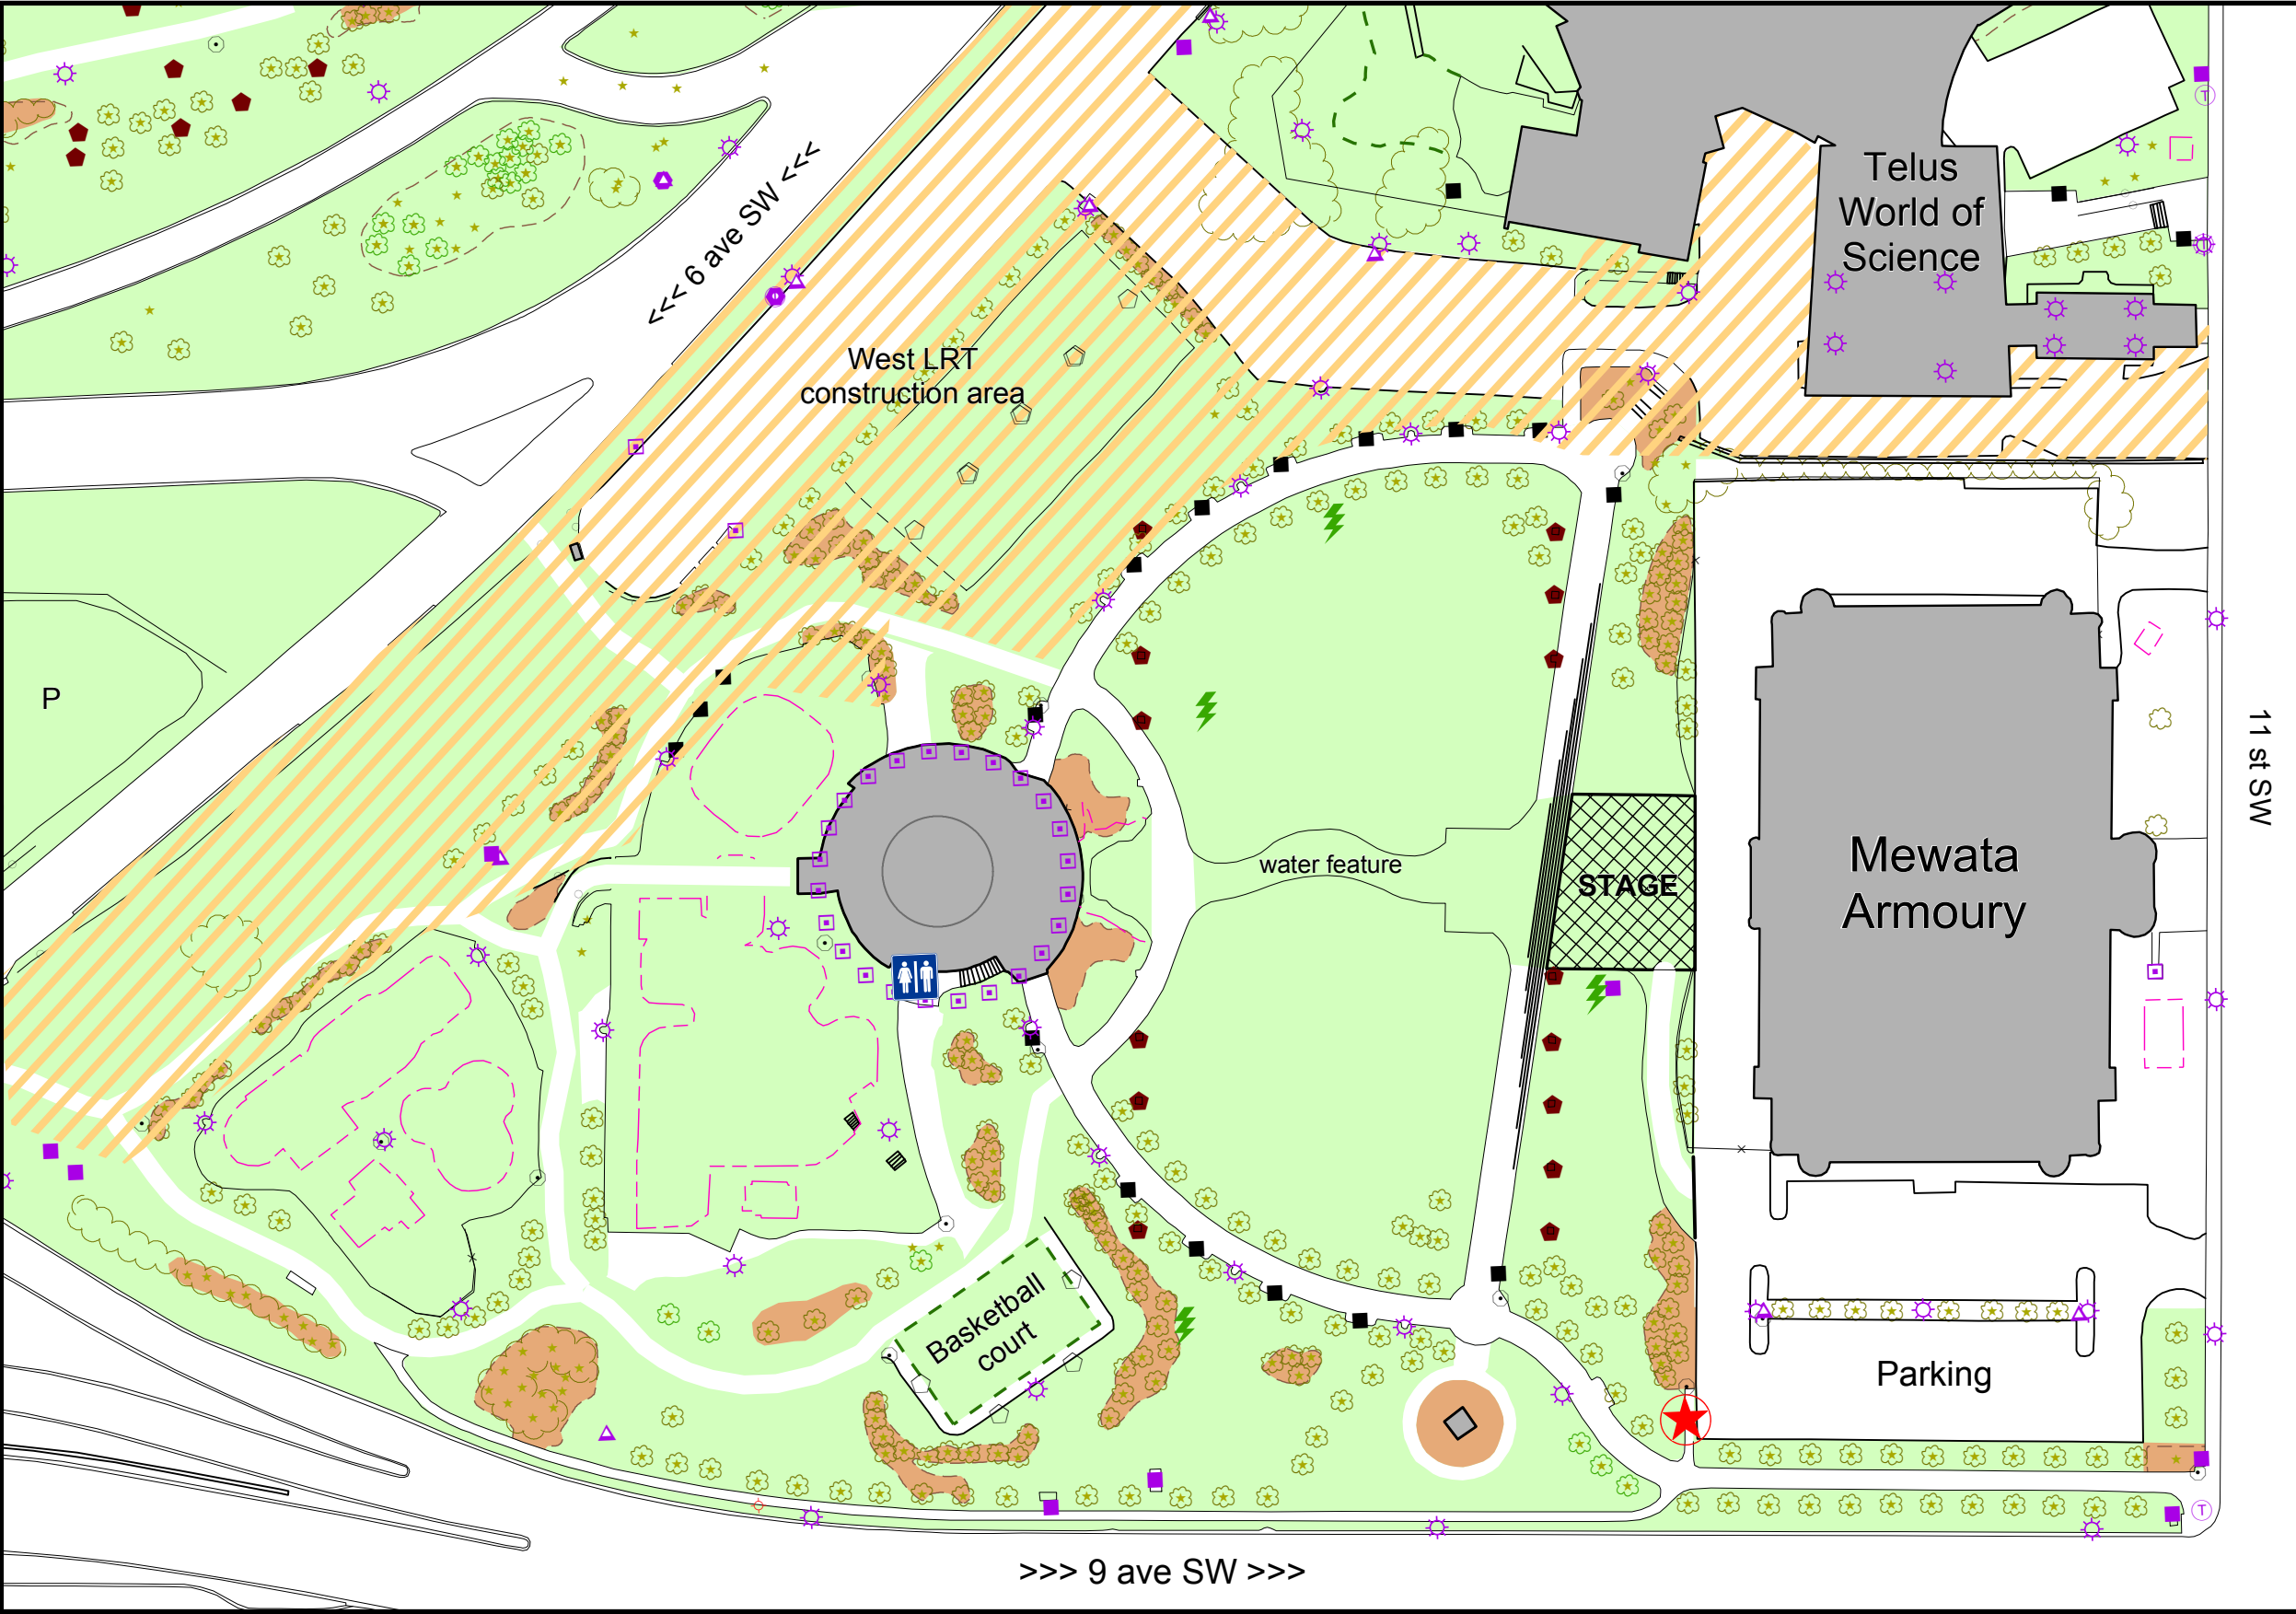 Telus
World of
Science
<<< 6 ave SW <<<
West LRT
construction area
P
11 st SW
water feature
STAGE
Mewata
Armoury
Basketball
court
Parking
>>> 9 ave SW >>>
T
T